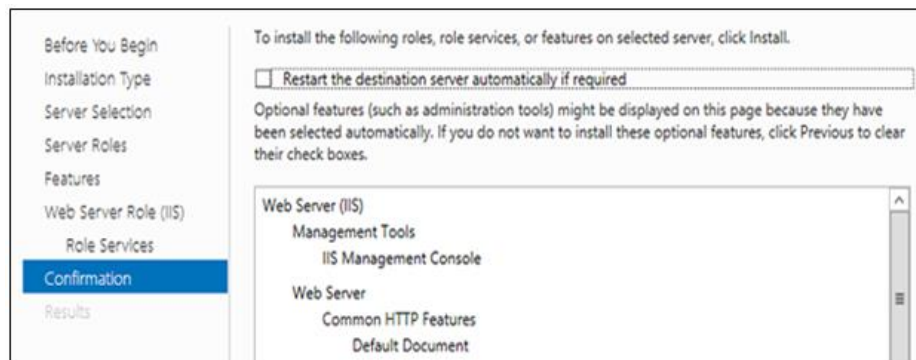 Before You Begin
Installation Type
Server Selection
Server Roles
Features
Web Server Role (IIS)
Role Services
Confirmation
Results
To install the following roles, role services, or features on selected server, click Install.
Restart the destination server automatically if required
Optional features (such as administration tools) might be displayed on this page because they have
been selected automatically. If you do not want to install these optional features, click Previous to clear
their check boxes.
Web Server (IIS)
Management Tools
IIS Management Console
Web Server
Common HTTP Features
Default Document